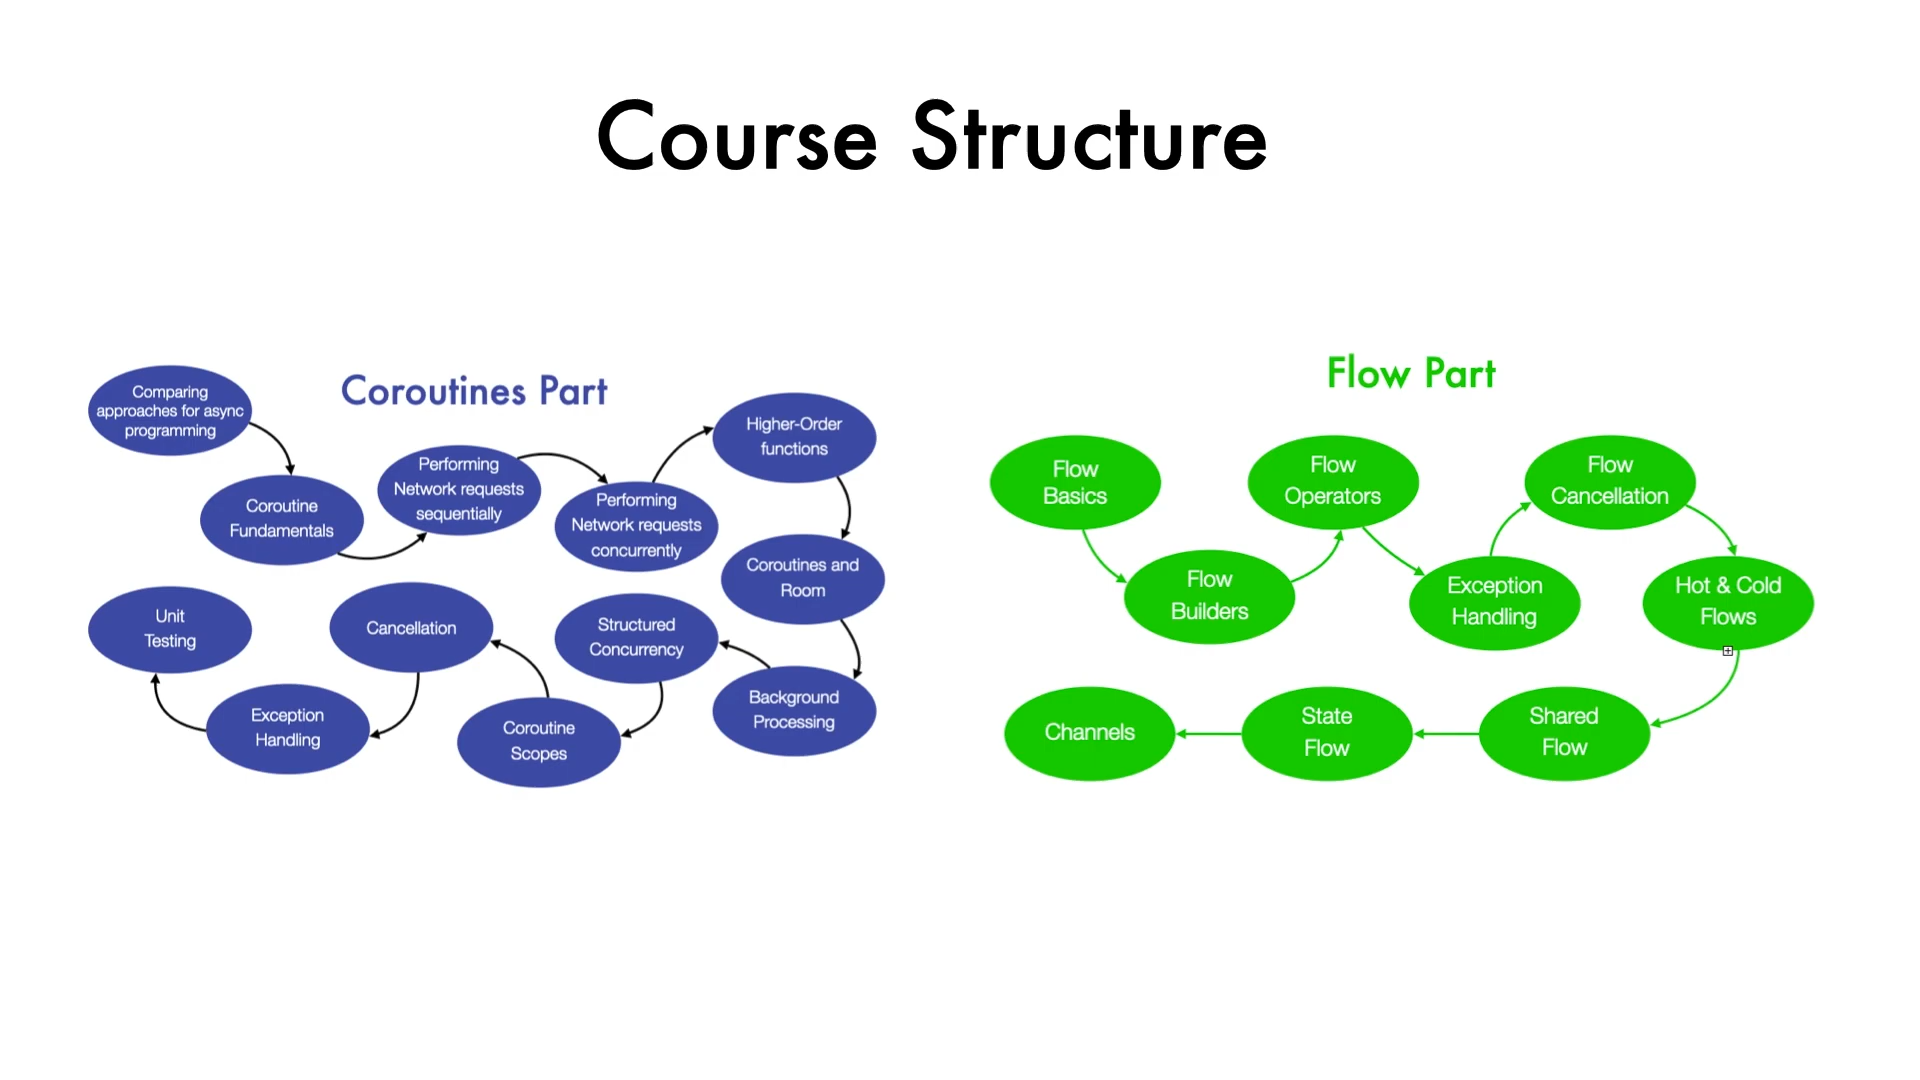 Course Structure
Coroutines Part
Comparing
approaches for async
programming
Coroutine
Fundamentals
Performing
Network requests
sequentially
Performing
Network requests
concurrently
Higher-Order
functions
Coroutines and
Room
Background
Processing
Structured
Concurrency
Coroutine
Scopes
Cancellation
Exception
Handling
Unit
Testing
Flow Part
Flow
Basics
Flow
Builders
Flow
Operators
Exception
Handling
Flow
Cancellation
Hot & Cold
Flows
Shared
Flow
State
Flow
Channels